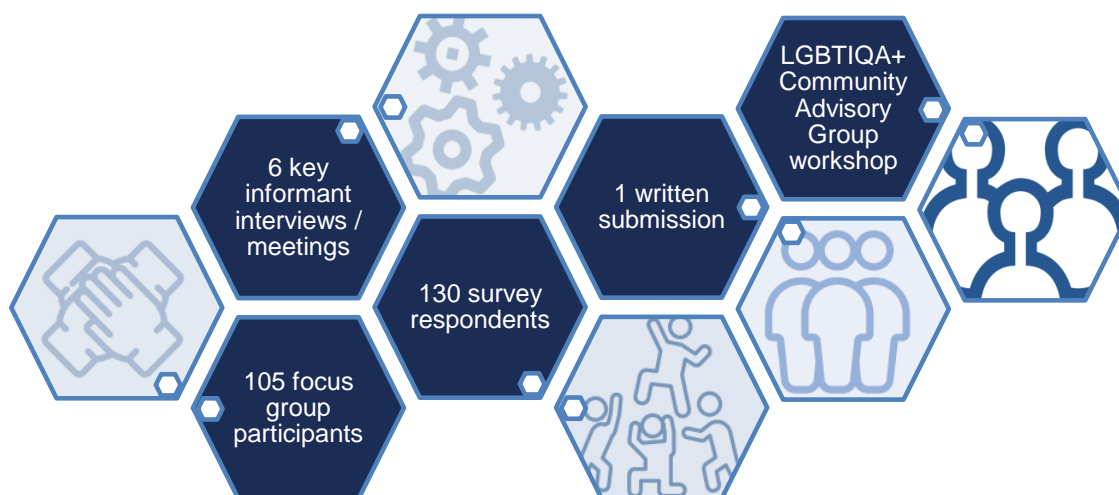 6 key
informant
interviews /
meetings
105 focus
group
participants
130 survey
respondents
1 written
submission
LGBTIQA+
Community
Advisory
Group
workshop